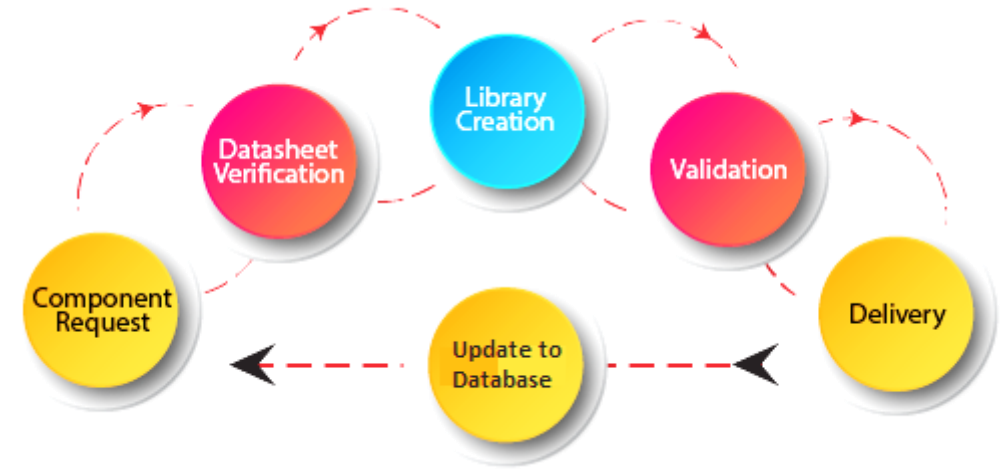 Component
Request
Datasheet
Verification
Library
Creation
Validation
Delivery
Update to
Database